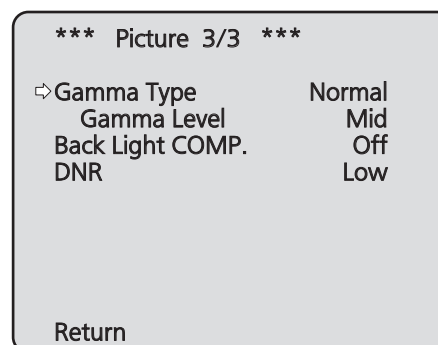 *** Picture 3/3 ***
⇨Gamma Type Normal
Gamma Level Mid
Back Light COMP. Off
DNR Low
Return